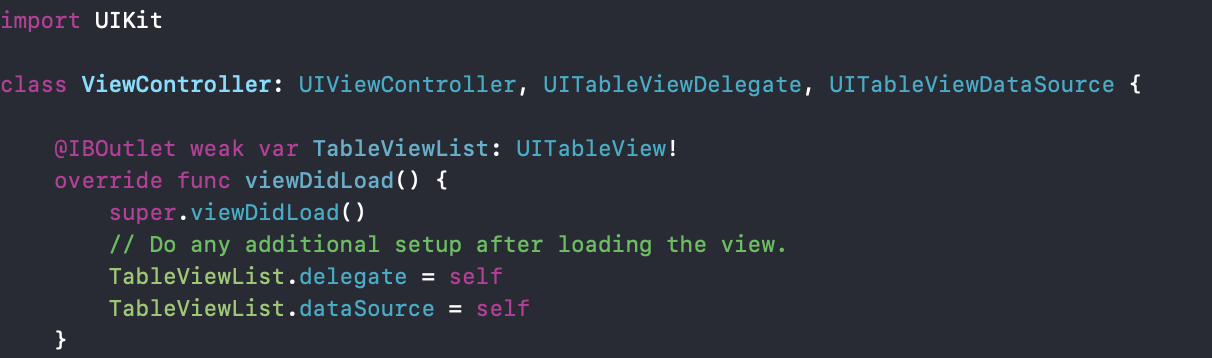 import UIKit
class ViewController: UIViewController, UITableViewDelegate, UITableViewDataSource {
@IBOutlet weak var TableViewList: UITableView!
override func viewDidLoad() {
super.viewDidLoad()
// Do any additional setup after loading the view.
TableViewList.delegate = self
TableViewList.dataSource = self
}